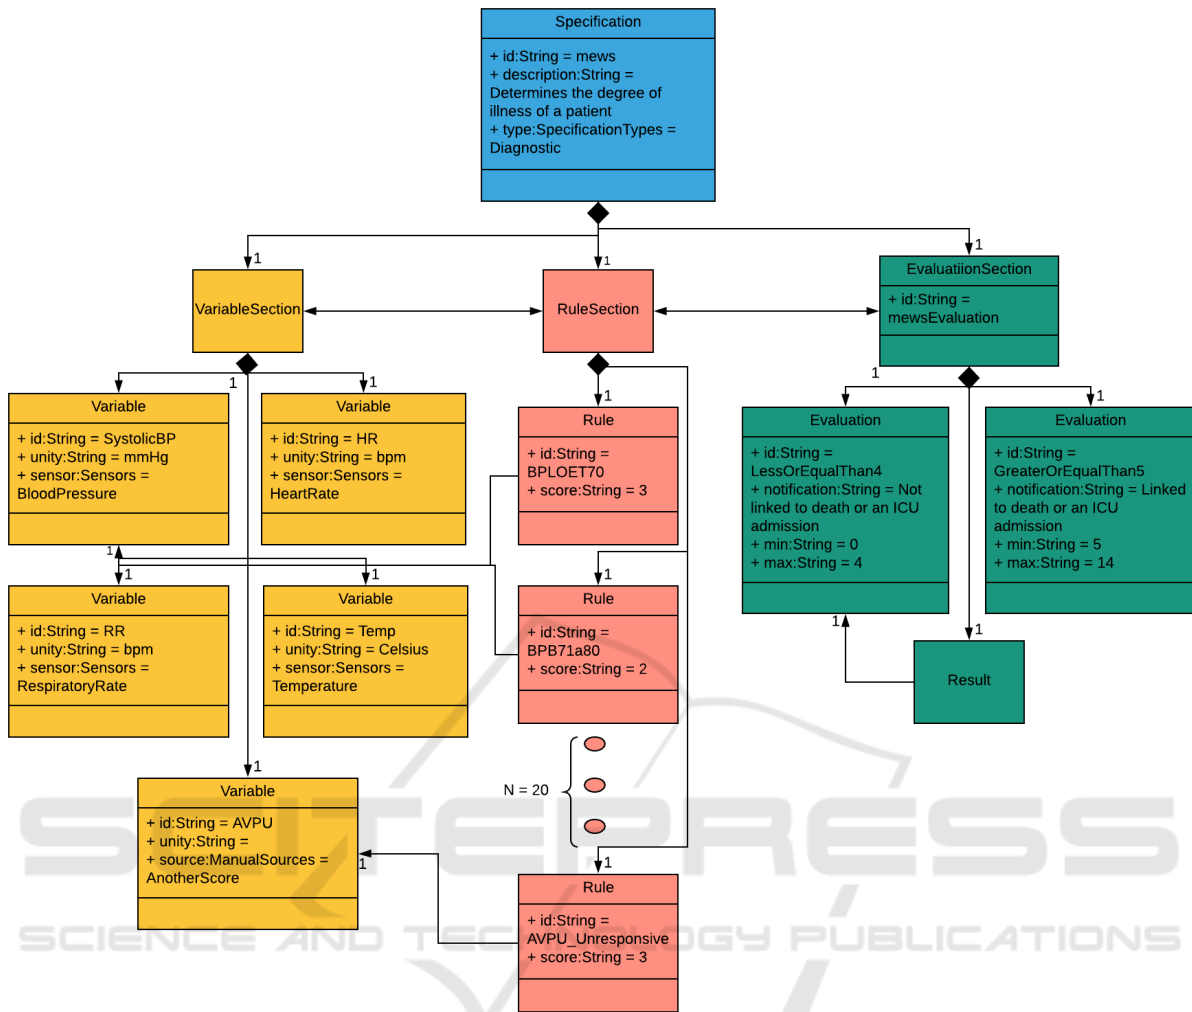 Specification
+ id:String = mews
+ description:String =
Determines the degree of
illness of a patient
+ type:SpecificationTypes =
Diagnostic
1
1
1
VariableSection
RuleSection
EvaluatiionSection
+ id:String =
mewsEvaluation
1
1
1
1
1
Variable
+ id:String = SystolicBP
+ unity:String = mmHg
+ sensor:Sensors =
BloodPressure
Variable
+ id:String = HR
+ unity:String = bpm
+ sensor:Sensors =
HeartRate
Rule
+ id:String =
BPLOET70
+ score:String = 3
Evaluation
+ id:String =
LessOrEqualThan4
+ notification:String = Not
linked to death or an ICU
admission
+ min:String = 0
+ max:String = 4
Evaluation
+ id:String =
GreaterOrEqualThan5
+ notification:String = Linked
to death or an ICU
admission
+ min:String = 5
+ max:String = 14
1
1
1
1
Variable
+ id:String = RR
+ unity:String = bpm
+ sensor:Sensors =
RespiratoryRate
Variable
+ id:String = Temp
+ unity:String = Celsius
+ sensor:Sensors =
Temperature
Rule
+ id:String =
BPB71a80
+ score:String = 2
1
1
Result
N = 20
1
Variable
+ id:String = AVPU
+ unity:String =
+ source:ManualSources =
AnotherScore
1
1
Rule
+ id:String =
AVPU_Unresponsive
+ score:String = 3
SCITEPRESS
SCIENCE AND TECHNOLOGY PUBLICATIONS